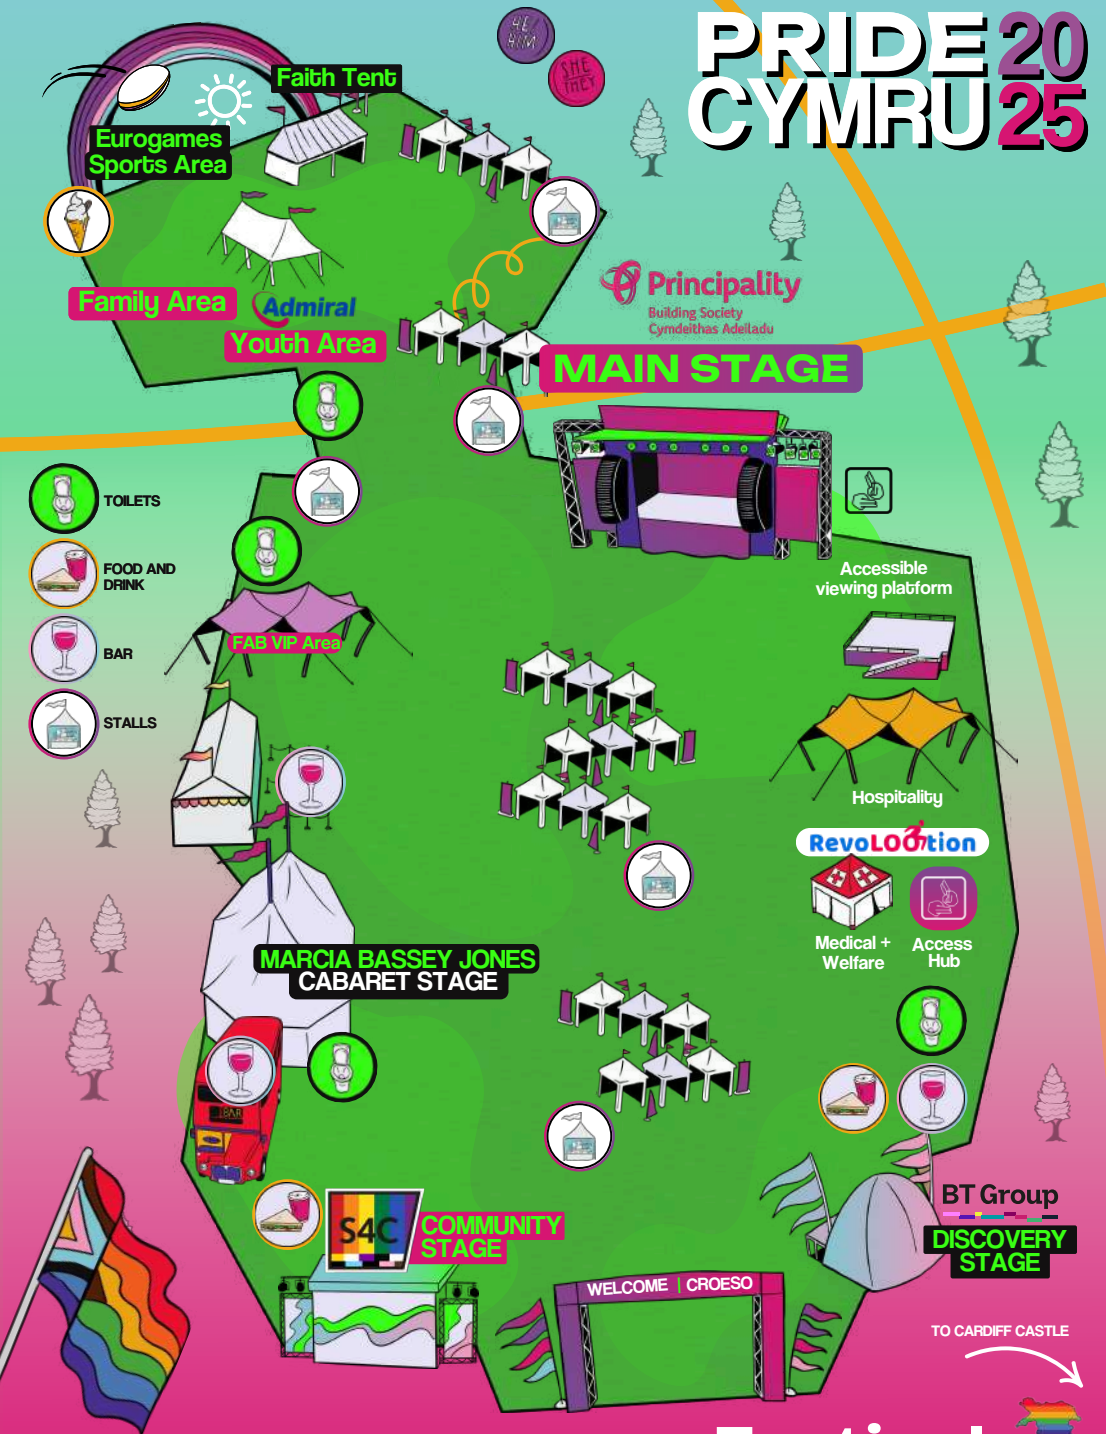 HE/
HIM
SHE
THEY
PRIDE 20
CYMRU 25
Faith Tent
Eurogames
Sports Area
Family Area
Admiral
Youth Area
Principality
Building Society
Cymdeithas Adeiladu
MAIN STAGE
TOILETS
FOOD AND
DRINK
BAR
STALLS
Accessible
viewing platform
FAB VIP Area
Hospitality
RevoLOOtion
Medical +
Welfare
Access
Hub
MARCIA BASSEY JONES
CABARET STAGE
BAR
S4C
COMMUNITY
STAGE
BT Group
DISCOVERY
STAGE
WELCOME | CROESO
TO CARDIFF CASTLE